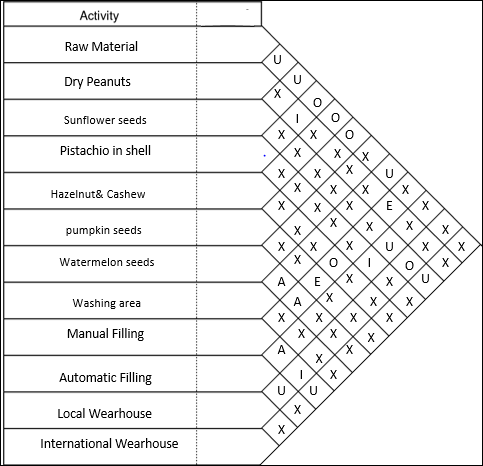 Activity
Raw Material
Dry Peanuts
Sunflower seeds
Pistachio in shell
Hazelnut& Cashew
pumpkin seeds
Watermelon seeds
Washing area
Manual Filling
Automatic Filling
Local Wearhouse
International Wearhouse
U
U
X O
I O
X X O
X X X
X X X U
X X X X
X X X E X
X X X X X
X X X U X X
X O I O X
A E X X U
A X X X
X X X X
X X X
A X X
I X
U U
X
X